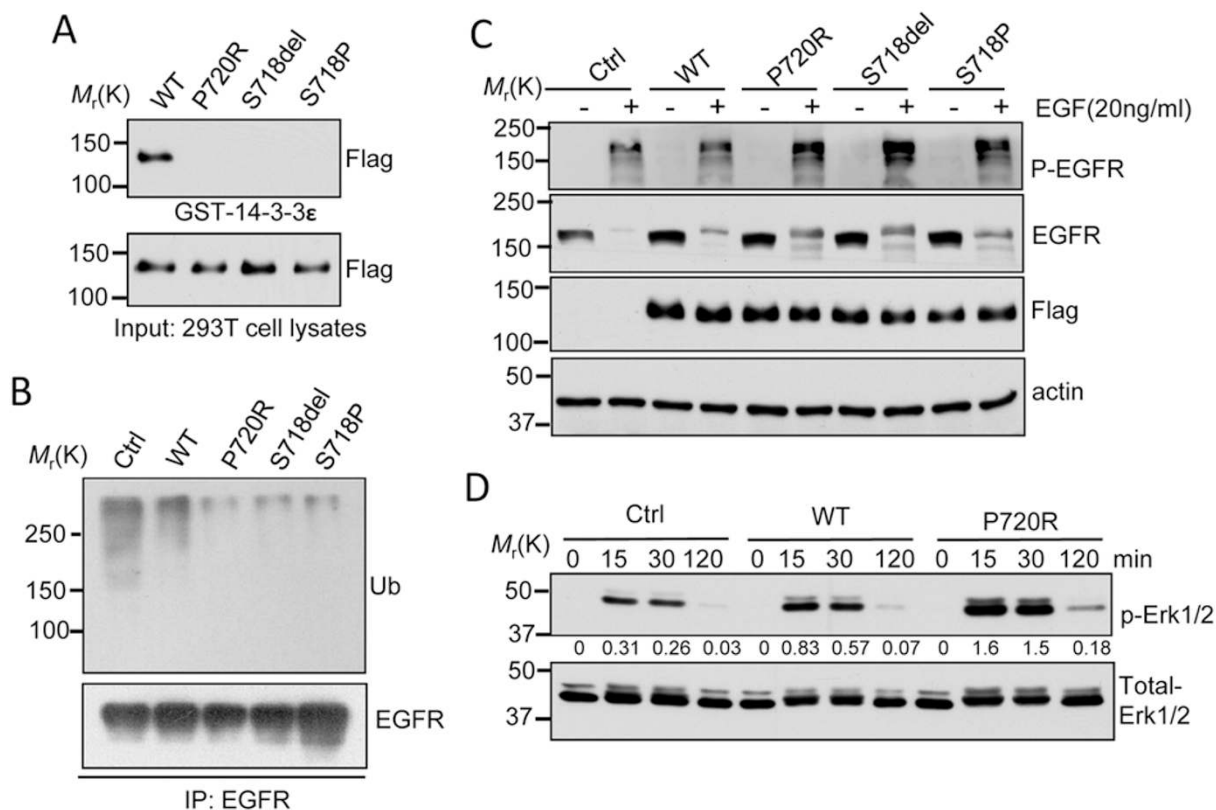 A
WT P720R S718del S718P
Mr(K)
150
100
Flag
GST-14-3-3ε
150
100
Flag
Input: 293T cell lysates
B
Ctrl WT P720R S718del S718P
Mr(K)
250
150
100
Ub
EGFR
IP: EGFR
C
Ctrl WT P720R S718del S718P
Mr(K)
- + - + - + - + - + EGF(20ng/ml)
250
150
P-EGFR
250
150
EGFR
150
100
Flag
50
37
actin
D
Ctrl WT P720R
Mr(K)
0 15 30 120 0 15 30 120 0 15 30 120 min
50
37
p-Erk1/2
0 0.31 0.26 0.03 0 0.83 0.57 0.07 0 1.6 1.5 0.18
50
37
Total-
Erk1/2